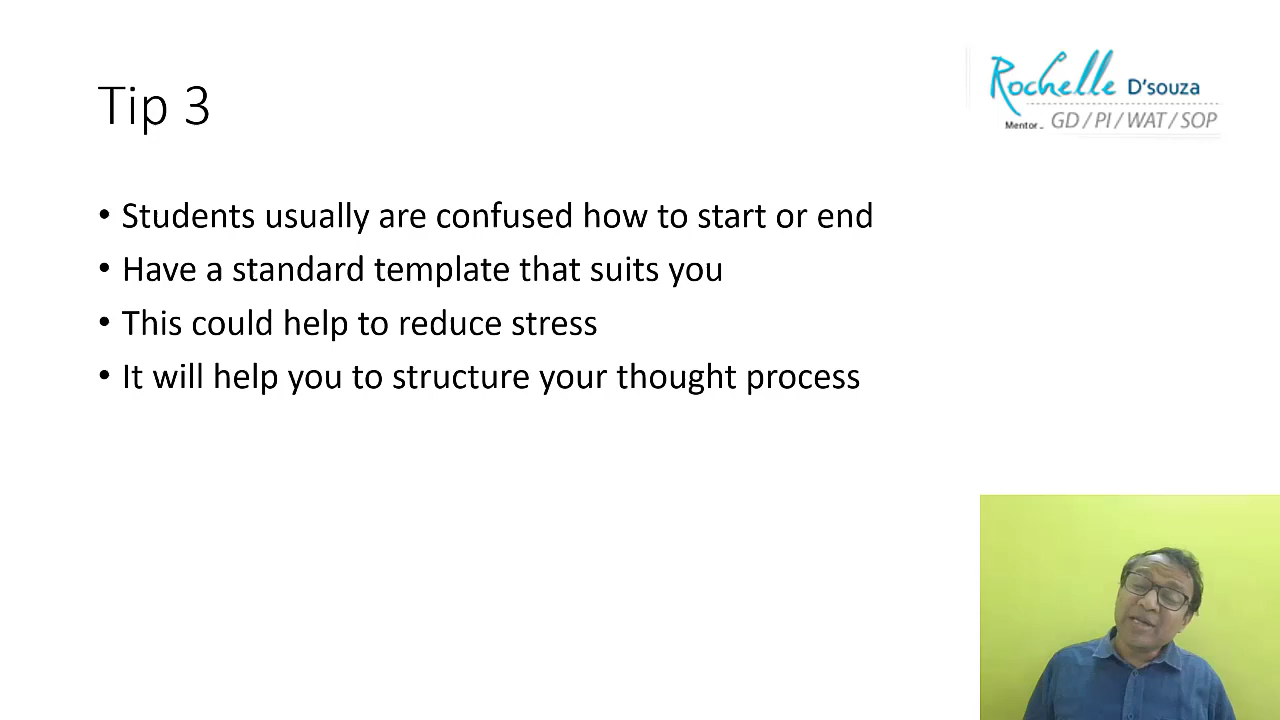 Tip 3
Rochelle D'souza
Mentor... GD / PI / WAT / SOP
• Students usually are confused how to start or end
• Have a standard template that suits you
• This could help to reduce stress
• It will help you to structure your thought process